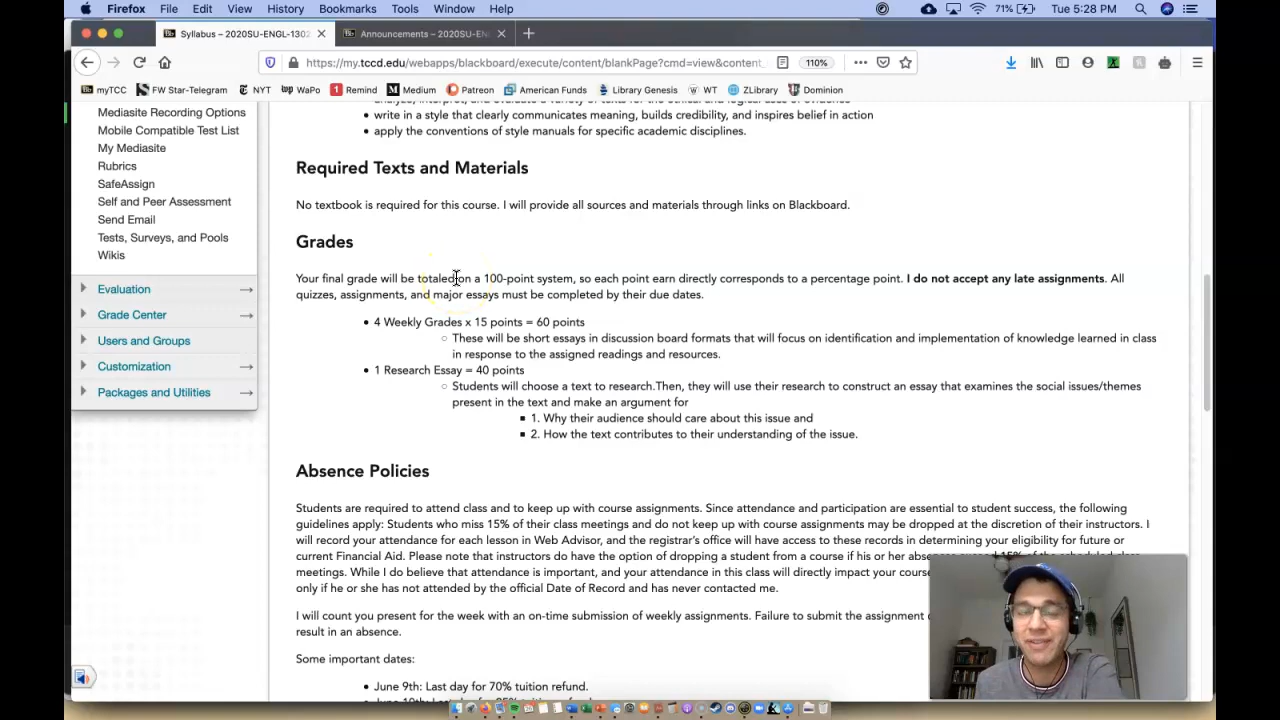 Firefox File Edit View History Bookmarks Tools Window Help 71% Tue 5:28 PM
Syllabus – 2020SU-ENGL-1302 Announcements – 2020SU-EN
https://my.tccd.edu/webapps/blackboard/execute/content/blankPage?cmd=view&content_ 110%
myTCC FW Star-Telegram NYT WaPo Remind Medium Patreon American Funds Library Genesis WT ZLibrary Dominion
Mediasite Recording Options
Mobile Compatible Test List
My Mediasite
Rubrics
SafeAssign
Self and Peer Assessment
Send Email
Tests, Surveys, and Pools
Wikis
Evaluation
Grade Center
Users and Groups
Customization
Packages and Utilities
analyze, interpret, and evaluate a variety of texts for the ethical and logical uses of evidence
write in a style that clearly communicates meaning, builds credibility, and inspires belief in action
apply the conventions of style manuals for specific academic disciplines.
Required Texts and Materials
No textbook is required for this course. I will provide all sources and materials through links on Blackboard.
Grades
Your final grade will be totaled on a 100-point system, so each point earn directly corresponds to a percentage point. I do not accept any late assignments. All
quizzes, assignments, and major essays must be completed by their due dates.
4 Weekly Grades x 15 points = 60 points
These will be short essays in discussion board formats that will focus on identification and implementation of knowledge learned in class
in response to the assigned readings and resources.
1 Research Essay = 40 points
Students will choose a text to research.Then, they will use their research to construct an essay that examines the social issues/themes
present in the text and make an argument for
1. Why their audience should care about this issue and
2. How the text contributes to their understanding of the issue.
Absence Policies
Students are required to attend class and to keep up with course assignments. Since attendance and participation are essential to student success, the following
guidelines apply: Students who miss 15% of their class meetings and do not keep up with course assignments may be dropped at the discretion of their instructors. I
will record your attendance for each lesson in Web Advisor, and the registrar's office will have access to these records in determining your eligibility for future or
current Financial Aid. Please note that instructors do have the option of dropping a student from a course if his or her absences exceed 15% of the scheduled class
meetings. While I do believe that attendance is important, and your attendance in this class will directly impact your course
only if he or she has not attended by the official Date of Record and has never contacted me.
I will count you present for the week with an on-time submission of weekly assignments. Failure to submit the assignment
result in an absence.
Some important dates:
June 9th: Last day for 70% tuition refund.